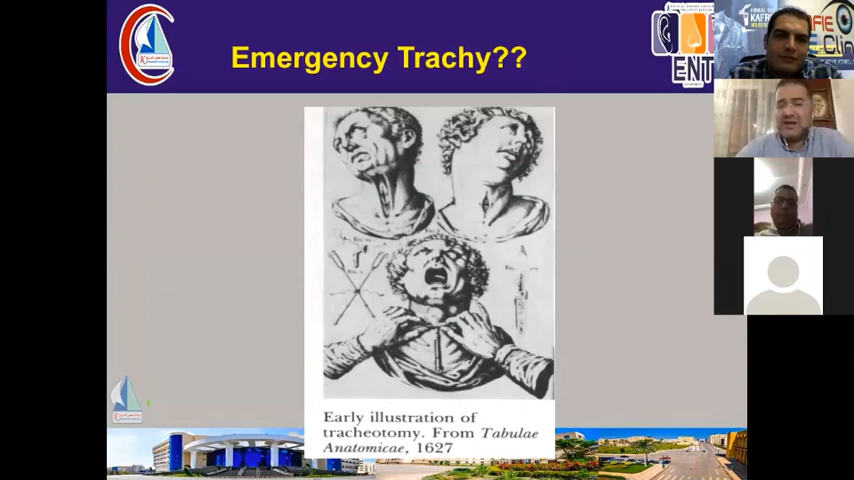 Emergency Trachy??
ENT
Early illustration of
tracheotomy. From Tabulae
Anatomicae, 1627